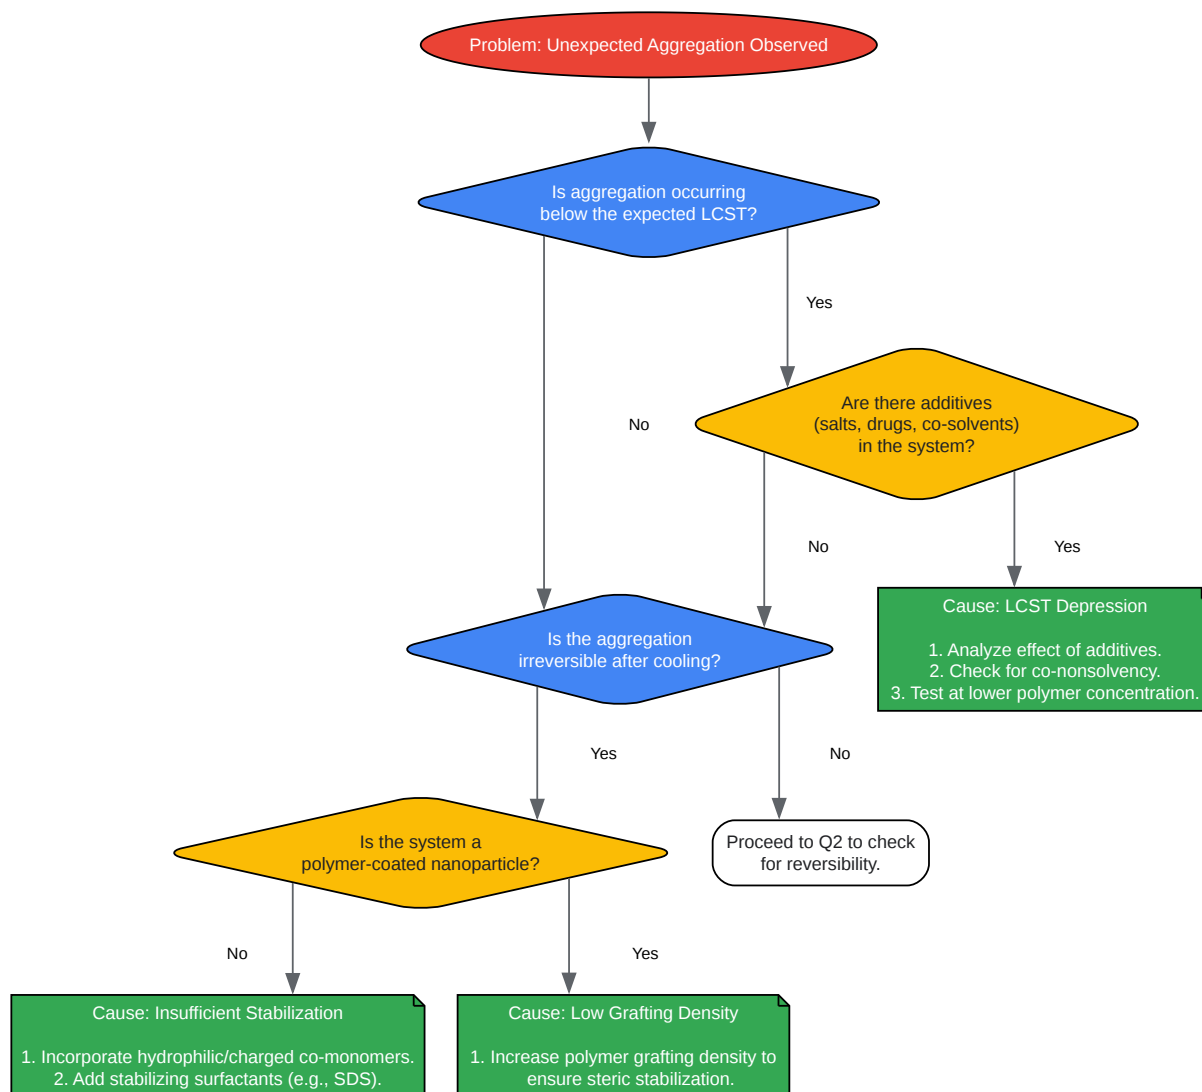 Problem: Unexpected Aggregation Observed
Is aggregation occurring
below the expected LCST?
Yes
Are there additives
(salts, drugs, co-solvents)
in the system?
No
No
Yes
Cause: LCST Depression
1. Analyze effect of additives.
2. Check for co-nonsolvency.
3. Test at lower polymer concentration.
Is the aggregation
irreversible after cooling?
Yes
No
Is the system a
polymer-coated nanoparticle?
Proceed to Q2 to check
for reversibility.
No
Yes
Cause: Insufficient Stabilization
1. Incorporate hydrophilic/charged co-monomers.
2. Add stabilizing surfactants (e.g., SDS).
Cause: Low Grafting Density
1. Increase polymer grafting density to
ensure steric stabilization.